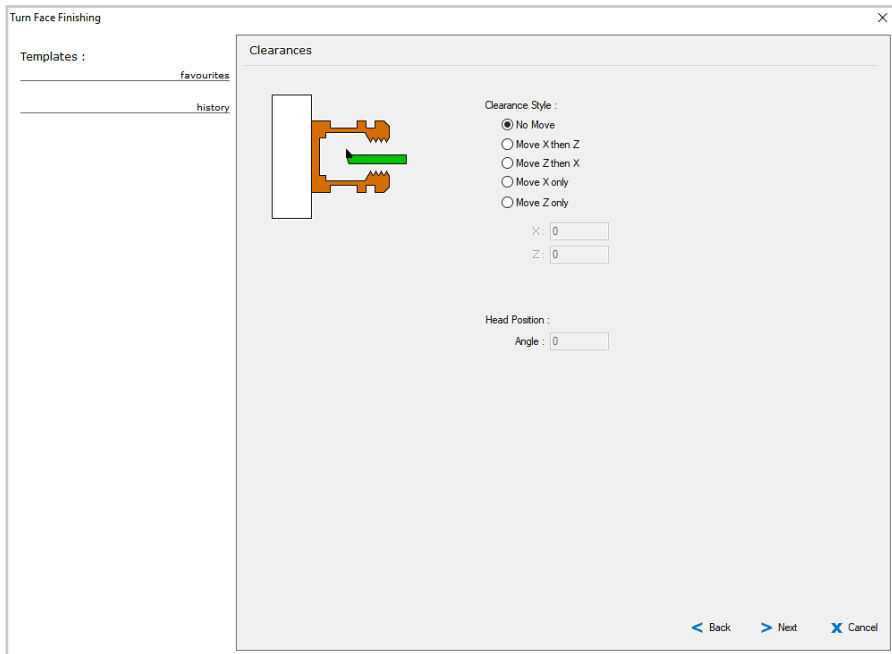 Turn Face Finishing
Templates :
favourites
history
Clearances
Clearance Style :
No Move
Move X then Z
Move Z then X
Move X only
Move Z only
X : 0
Z : 0
Head Position :
Angle : 0
< Back > Next X Cancel